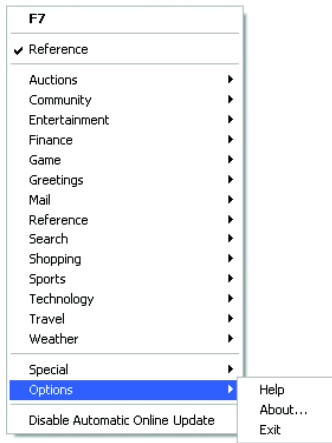 F7
Reference
Auctions
Community
Entertainment
Finance
Game
Greetings
Mail
Reference
Search
Shopping
Sports
Technology
Travel
Weather
Special
Options
Disable Automatic Online Update
Help
About...
Exit